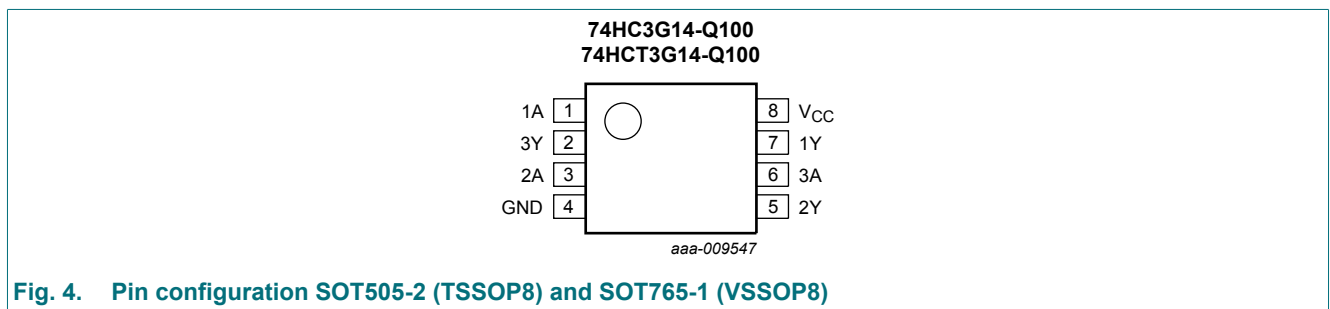 74HC3G14-Q100
74HCT3G14-Q100
1A 1 8 VCC
3Y 2 7 1Y
2A 3 6 3A
GND 4 5 2Y
aaa-009547
Fig. 4. Pin configuration SOT505-2 (TSSOP8) and SOT765-1 (VSSOP8)